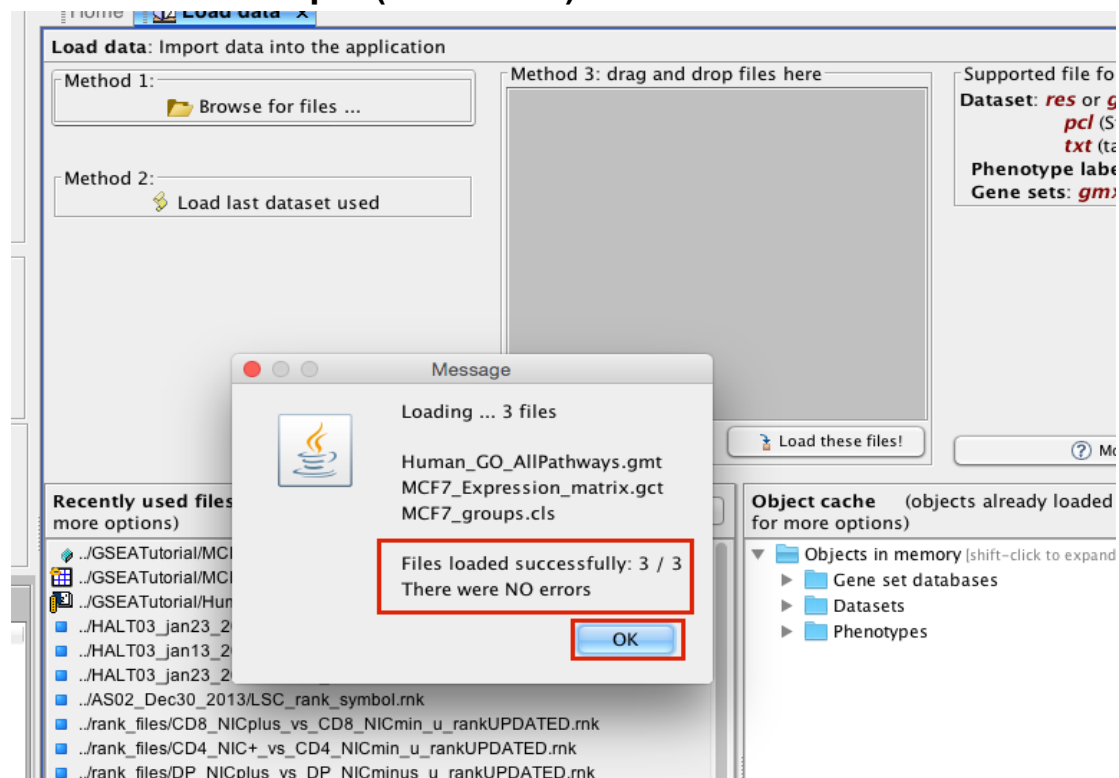 Home Load data x
Load data: Import data into the application
Method 1:
Browse for files ...
Method 2:
Load last dataset used
Method 3: drag and drop files here
Supported file fo
Dataset: res or g
pcl (S
txt (ta
Phenotype labe
Gene sets: gmx
Message
Loading ... 3 files
Human_GO_AllPathways.gmt
MCF7_Expression_matrix.gct
MCF7_groups.cls
Files loaded successfully: 3 / 3
There were NO errors
OK
Load these files!
Mo
Recently used files
more options)
../GSEATutorial/MC
../GSEATutorial/MC
../GSEATutorial/Hum
../HALT03_jan23_2
../HALT03_jan13_2
../HALT03_jan23_2
../AS02_Dec30_2013/LSC_rank_symbol.rnk
../rank_files/CD8_NICplus_vs_CD8_NICmin_u_rankUPDATED.rnk
../rank_files/CD4_NIC+_vs_CD4_NICmin_u_rankUPDATED.rnk
../rank_files/DP_NICplus_vs_DP_NICminus_u_rankUPDATED.rnk
Object cache (objects already loaded
for more options)
Objects in memory [shift-click to expand
Gene set databases
Datasets
Phenotypes